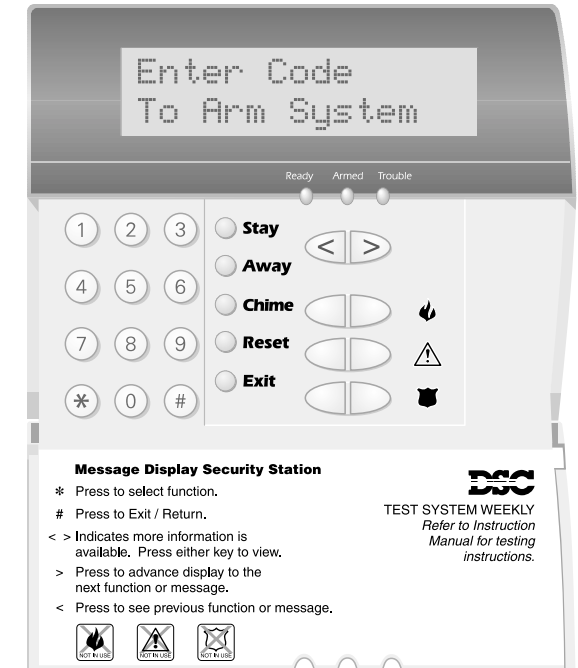 Enter Code
To Arm System
Ready Armed Trouble
1 2 3
4 5 6
7 8 9
* 0 #
Stay
Away
Chime
Reset
Exit
< >
Message Display Security Station
* Press to select function.
# Press to Exit / Return.
< > Indicates more information is
available. Press either key to view.
> Press to advance display to the
next function or message.
< Press to see previous function or message.
NOT IN USE NOT IN USE NOT IN USE
DSC
TEST SYSTEM WEEKLY
Refer to Instruction
Manual for testing
instructions.